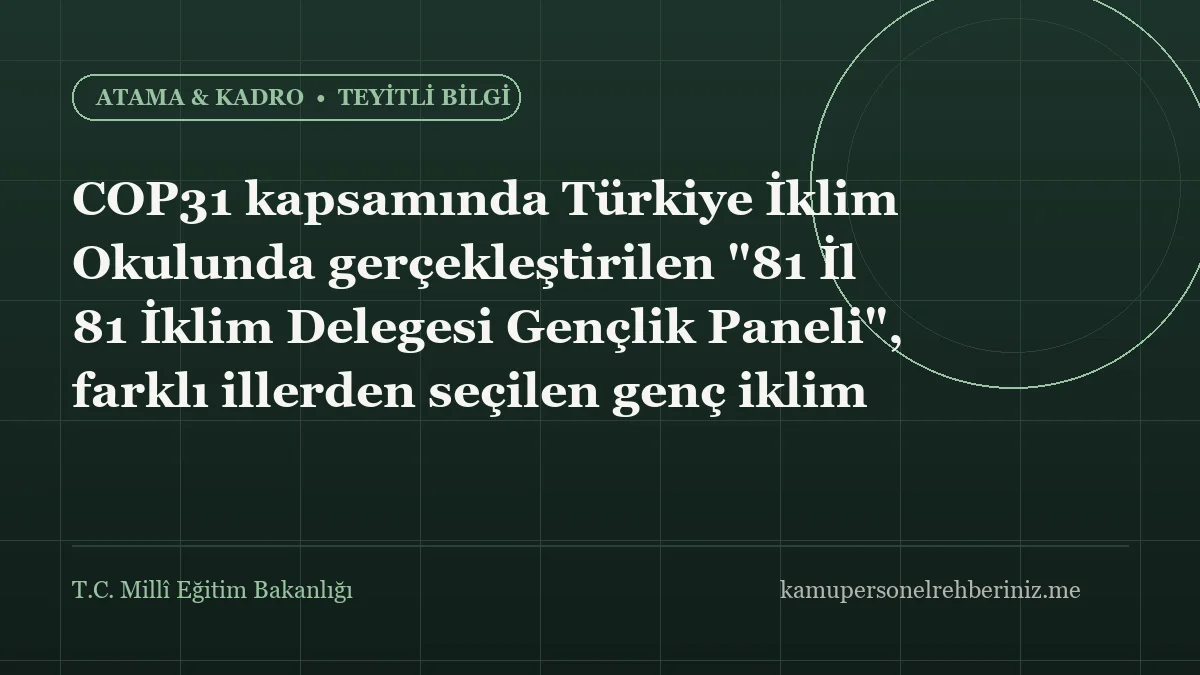 ATAMA & KADRO • TEYİTLİ BİLGİ
COP31 kapsamında Türkiye İklim
Okulunda gerçekleştirilen "81 İl
81 İklim Delegesi Gençlik Paneli",
farklı illerden seçilen genç iklim
T.C. Millî Eğitim Bakanlığı
kamupersonelrehberiniz.me